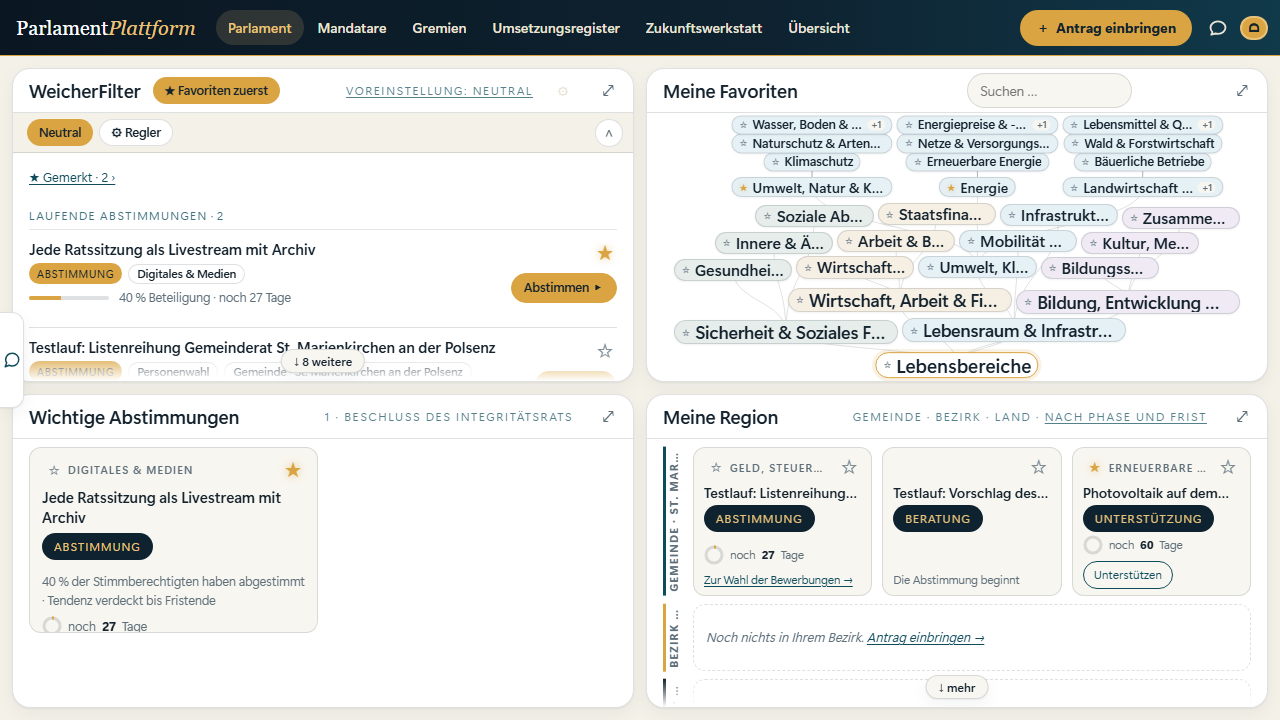 ParlamentPlattform
Parlament
Mandatare
Gremien
Umsetzungsregister
Zukunftswerkstatt
Übersicht
+ Antrag einbringen
D
WeicherFilter
★ Favoriten zuerst
VOREINSTELLUNG: NEUTRAL
Neutral
⚙ Regler
★ Gemerkt · 2 ›
LAUFENDE ABSTIMMUNGEN · 2
Jede Ratssitzung als Livestream mit Archiv
ABSTIMMUNG
Digitales & Medien
40 % Beteiligung · noch 27 Tage
Abstimmen ▸
Testlauf: Listenreihung Gemeinderat St. Marienkirchen an der Polsenz
ABSTIMMUNG
Personenwahl
Gemeinde · St. Marienkirchen an der Polsenz
↓ 8 weitere
Meine Favoriten
Suchen ...
Wasser, Boden & ... +1
Energiepreise & -... +1
Lebensmittel & Q... +1
Naturschutz & Arten...
Netze & Versorgungs...
Wald & Forstwirtschaft
Klimaschutz
Erneuerbare Energie
Bäuerliche Betriebe
Umwelt, Natur & K...
Energie
Landwirtschaft ... +1
Soziale Ab...
Staatsfina...
Infrastrukt...
Zusamme...
Innere & Ä...
Arbeit & B...
Mobilität ...
Kultur, Me...
Gesundhei...
Wirtschaft...
Umwelt, Kl...
Bildungss...
Wirtschaft, Arbeit & Fi...
Bildung, Entwicklung ...
Sicherheit & Soziales F...
Lebensraum & Infrastr...
Lebensbereiche
Wichtige Abstimmungen
1 · BESCHLUSS DES INTEGRITÄTSRATS
DIGITALES & MEDIEN
Jede Ratssitzung als Livestream mit
Archiv
ABSTIMMUNG
40 % der Stimmberechtigten haben abgestimmt
· Tendenz verdeckt bis Fristende
noch 27 Tage
Meine Region
GEMEINDE · BEZIRK · LAND · NACH PHASE UND FRIST
GEMEINDE · ST. MAR...
GELD, STEUER...
Testlauf: Listenreihung...
ABSTIMMUNG
noch 27 Tage
Zur Wahl der Bewerbungen →
Testlauf: Vorschlag des...
BERATUNG
Die Abstimmung beginnt
ERNEUERBARE ...
Photovoltaik auf dem...
UNTERSTÜTZUNG
noch 60 Tage
Unterstützen
BEZIRK ...
Noch nichts in Ihrem Bezirk. Antrag einbringen →
↓ mehr